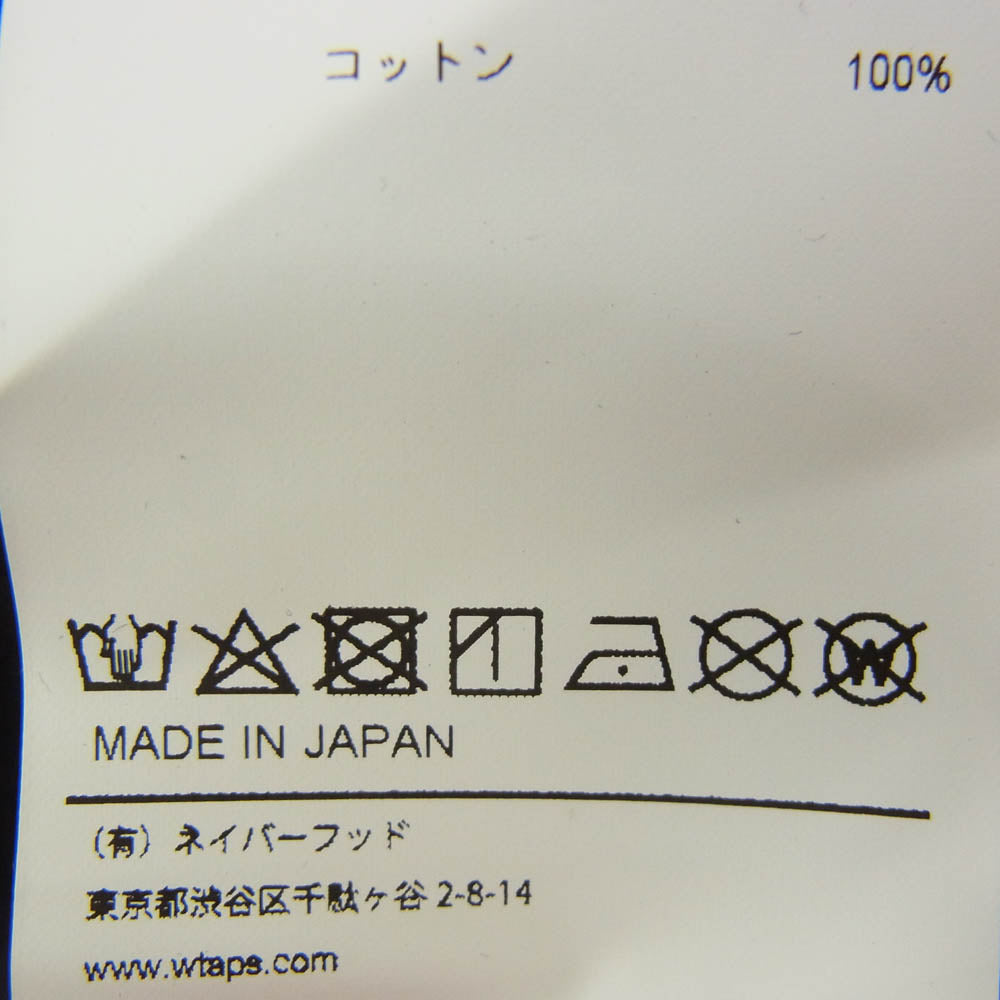 コットン 100%
W
MADE IN JAPAN
(有) ネイバーフッド
東京都渋谷区千駄ヶ谷 2-8-14
www.wtaps.com